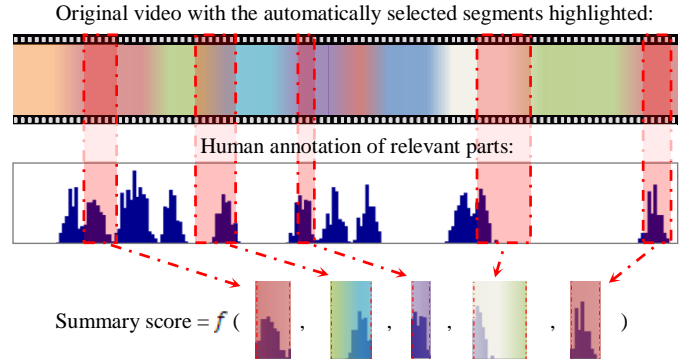 Original video with the automatically selected segments highlighted:
Human annotation of relevant parts:
Summary score = f ( , , , , )